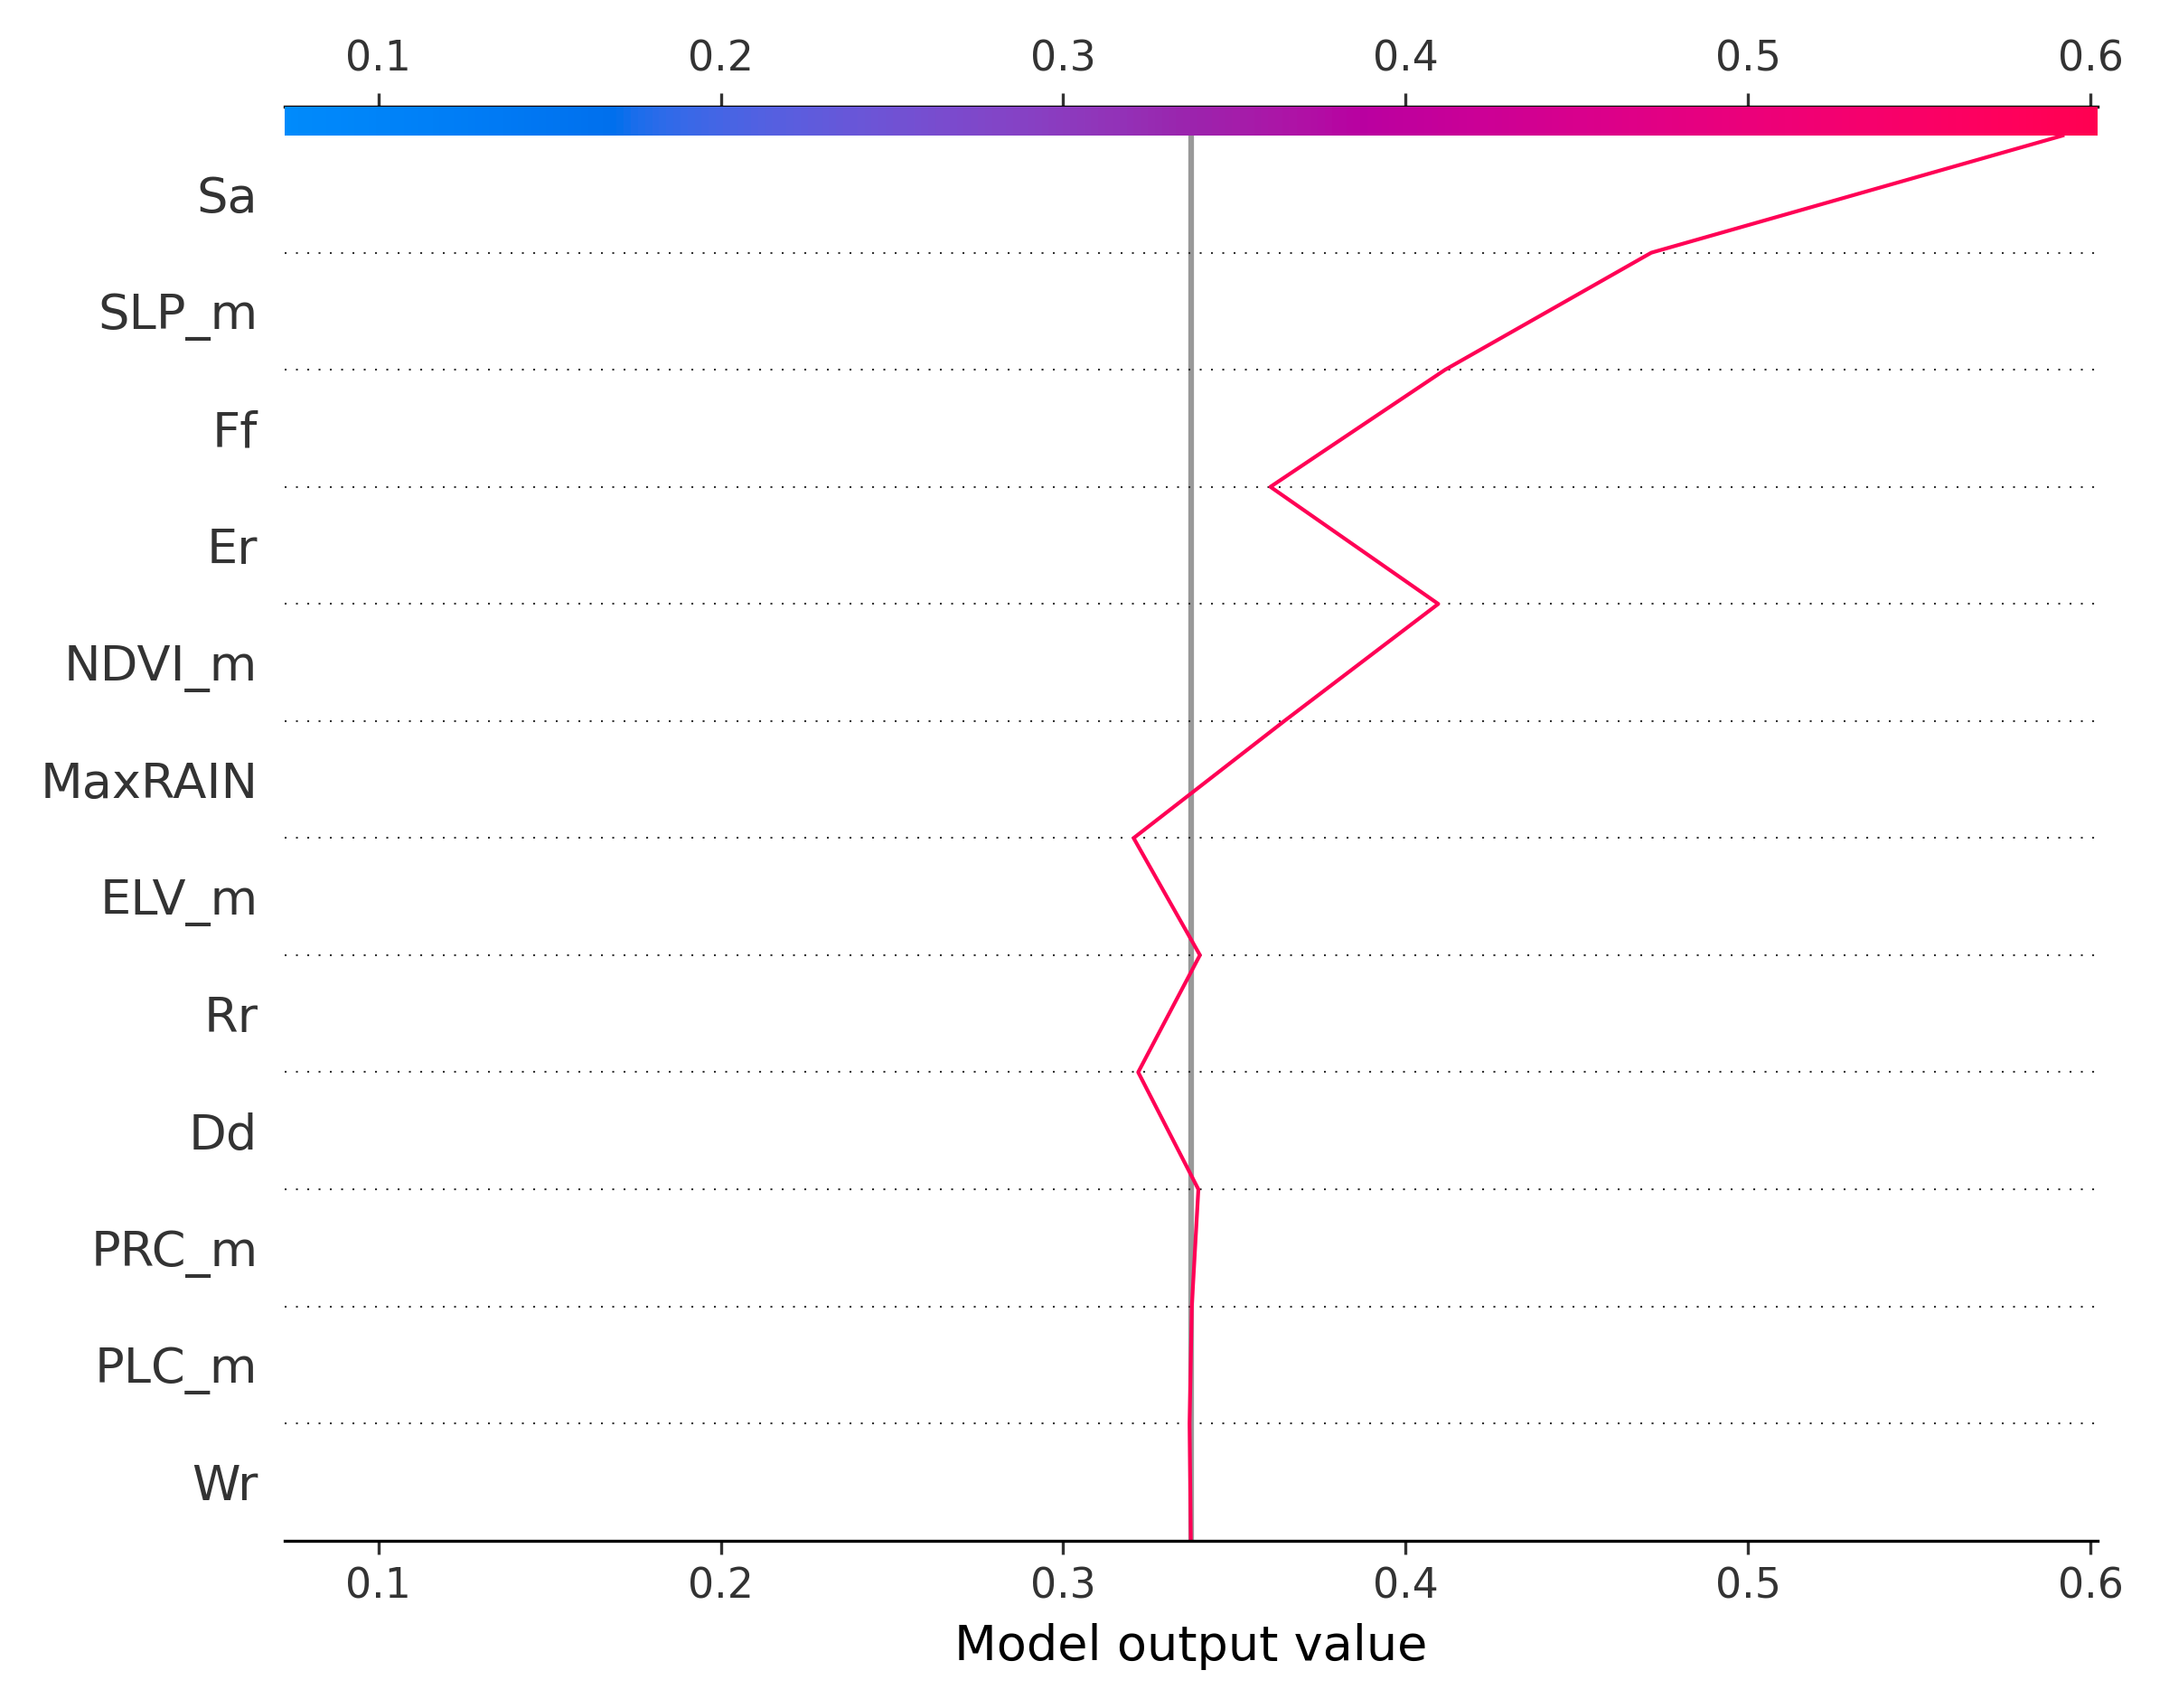 0.1 0.2 0.3 0.4 0.5 0.6
Sa
SLP_m
Ff
Er
NDVI_m
MaxRAIN
ELV_m
Rr
Dd
PRC_m
PLC_m
Wr
0.1 0.2 0.3 0.4 0.5 0.6
Model output value